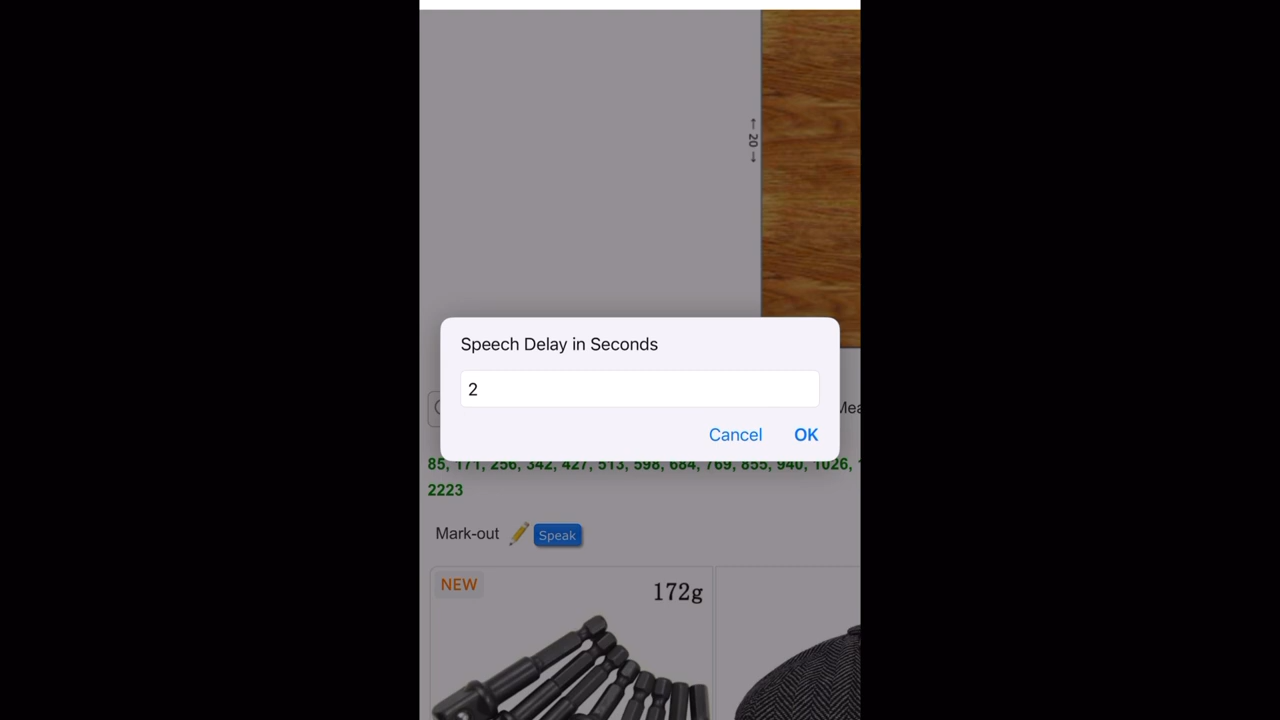 ← 20 →
Speech Delay in Seconds
2
Cancel OK
85, 171, 256, 342, 427, 513, 598, 684, 769, 855, 940, 1026,
2223
Mark-out Speak
NEW
172g